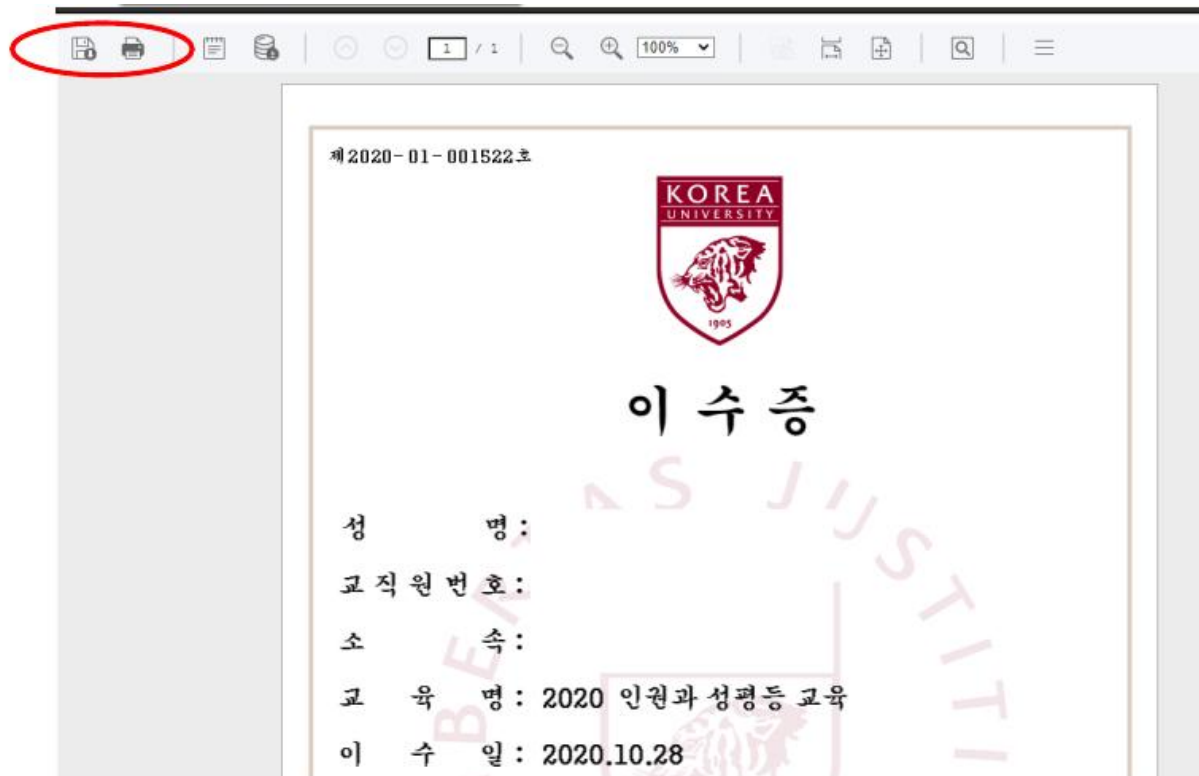 1 / 1 100%
제2020-01-001522호
KOREA
UNIVERSITY
1905
이 수 증
성 명 :
교 직 원 번 호 :
소 속 :
교 육 명 : 2020 인권과 성평등 교육
이 수 일 : 2020.10.28